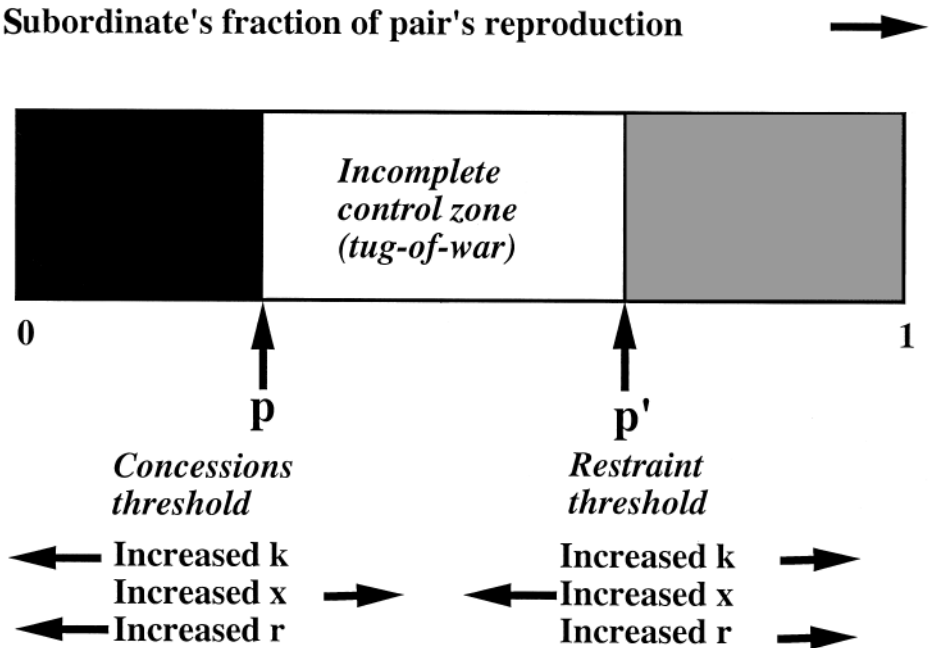 Subordinate's fraction of pair's reproduction
Incomplete
control zone
(tug-of-war)
0
1
p
p'
Concessions
threshold
Restraint
threshold
Increased k
Increased x
Increased r
Increased k
Increased x
Increased r